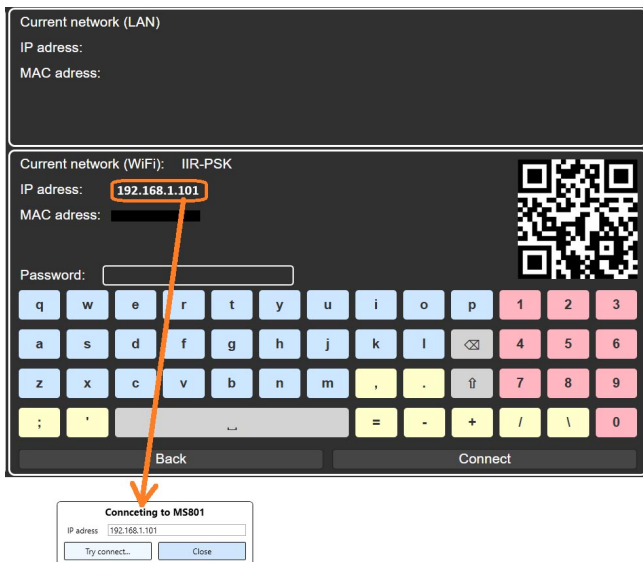 Current network (LAN)
IP adress:
MAC adress:
Current network (WiFi): IIR-PSK
IP adress: 192.168.1.101
MAC adress:
Password:
q w e r t y u i o p 1 2 3
a s d f g h j k l ⌫ 4 5 6
z x c v b n m , . ⇧ 7 8 9
; ' ⎵ = - + / \ 0
Back Connect
Connceting to MS801
IP adress 192.168.1.101
Try connect... Close